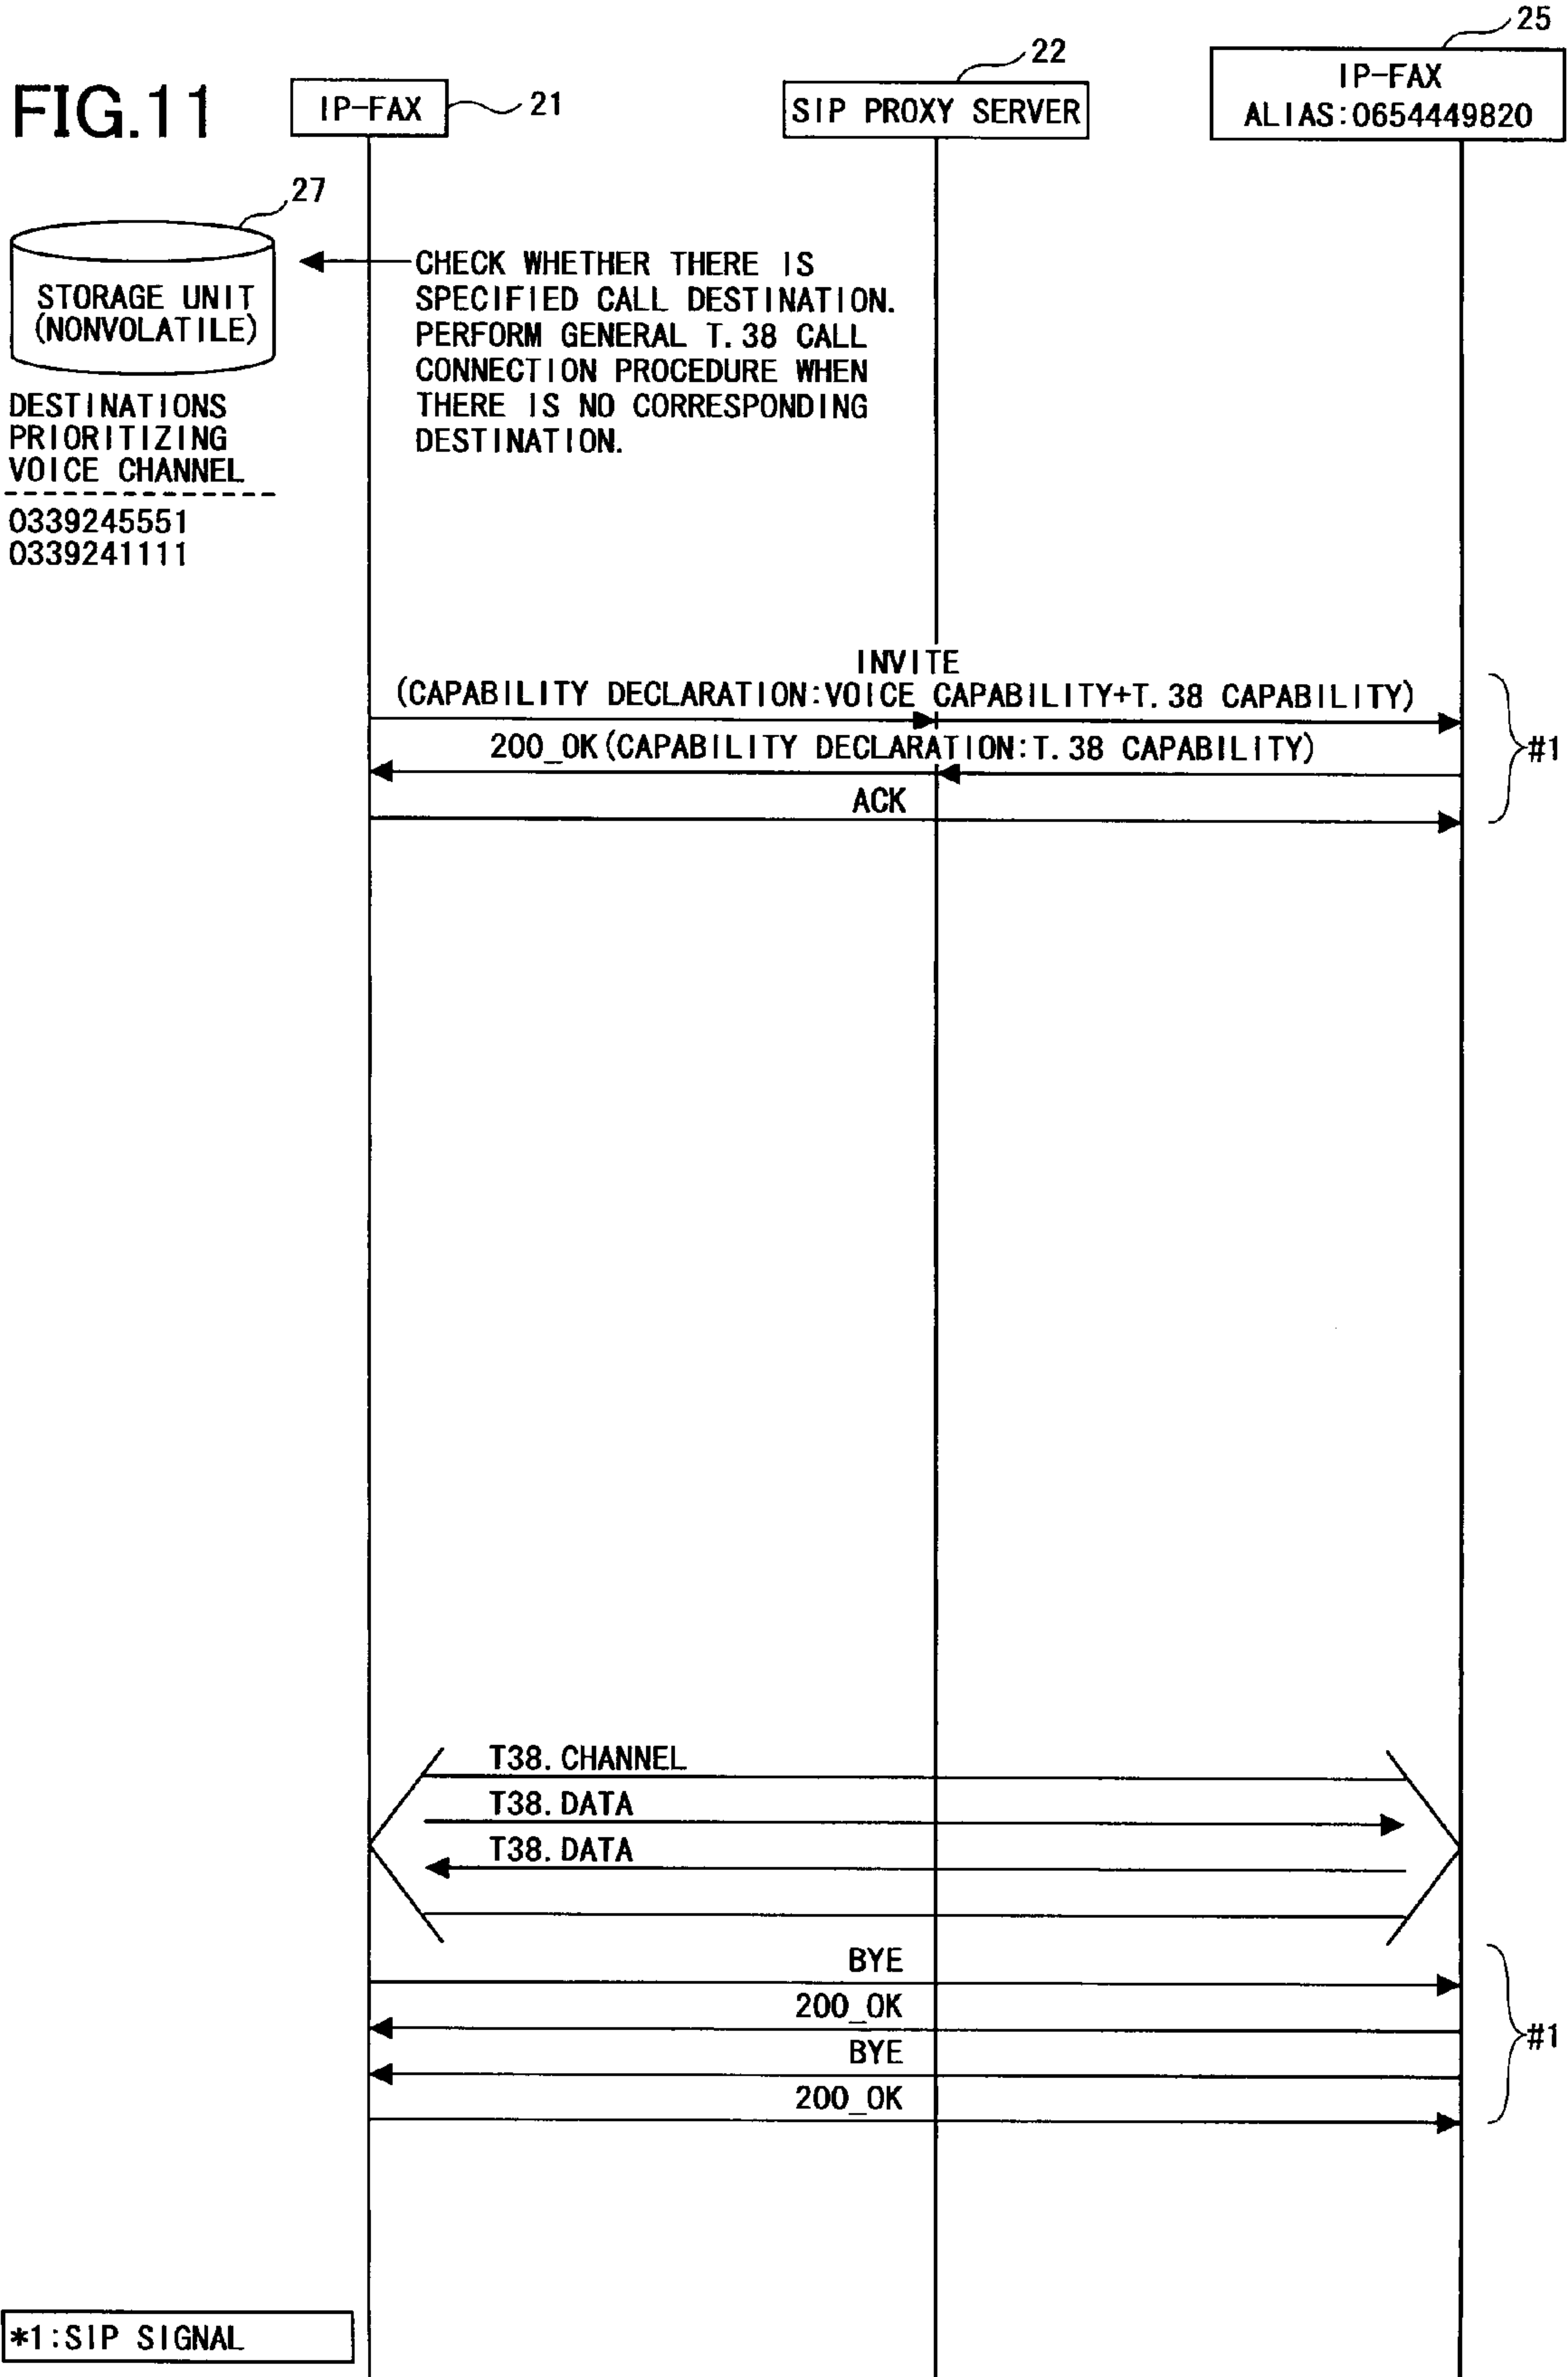 FIG.11
IP-FAX
21
SIP PROXY SERVER
22
IP-FAX
ALIAS:0654449820
25
27
STORAGE UNIT
(NONVOLATILE)
DESTINATIONS
PRIORITIZING
VOICE CHANNEL
0339245551
0339241111
CHECK WHETHER THERE IS
SPECIFIED CALL DESTINATION.
PERFORM GENERAL T.38 CALL
CONNECTION PROCEDURE WHEN
THERE IS NO CORRESPONDING
DESTINATION.
INVITE
(CAPABILITY DECLARATION:VOICE CAPABILITY+T.38 CAPABILITY)
200_OK(CAPABILITY DECLARATION:T.38 CAPABILITY)
ACK
#1
T38.CHANNEL
T38.DATA
T38.DATA
BYE
200_OK
BYE
200_OK
#1
*1:SIP SIGNAL